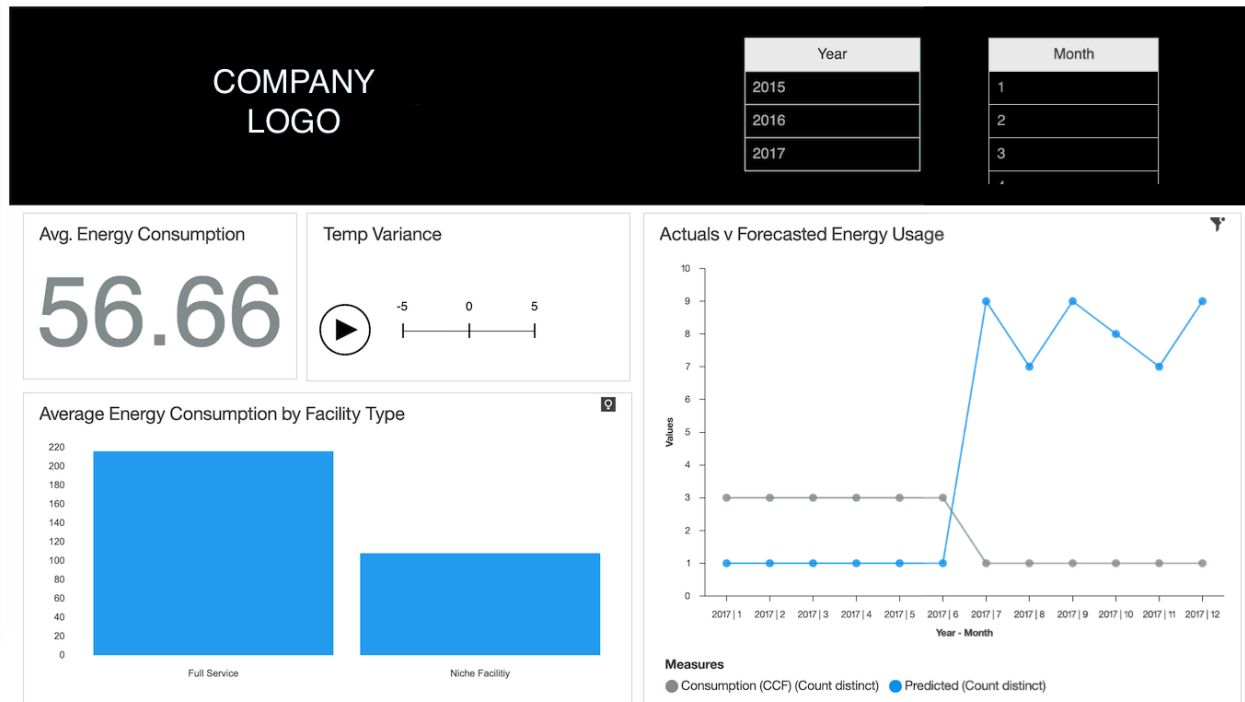 COMPANY
LOGO
Year
2015
2016
2017
Month
1
2
3
Avg. Energy Consumption
56.66
Temp Variance
-5 0 5
Average Energy Consumption by Facility Type
220
200
180
160
140
120
100
80
60
40
20
0
Full Service Niche Facilitiy
Actuals v Forecasted Energy Usage
Values
10
9
8
7
6
5
4
3
2
1
0
2017 | 1 2017 | 2 2017 | 3 2017 | 4 2017 | 5 2017 | 6 2017 | 7 2017 | 8 2017 | 9 2017 | 10 2017 | 11 2017 | 12
Year - Month
Measures
Consumption (CCF) (Count distinct) Predicted (Count distinct)